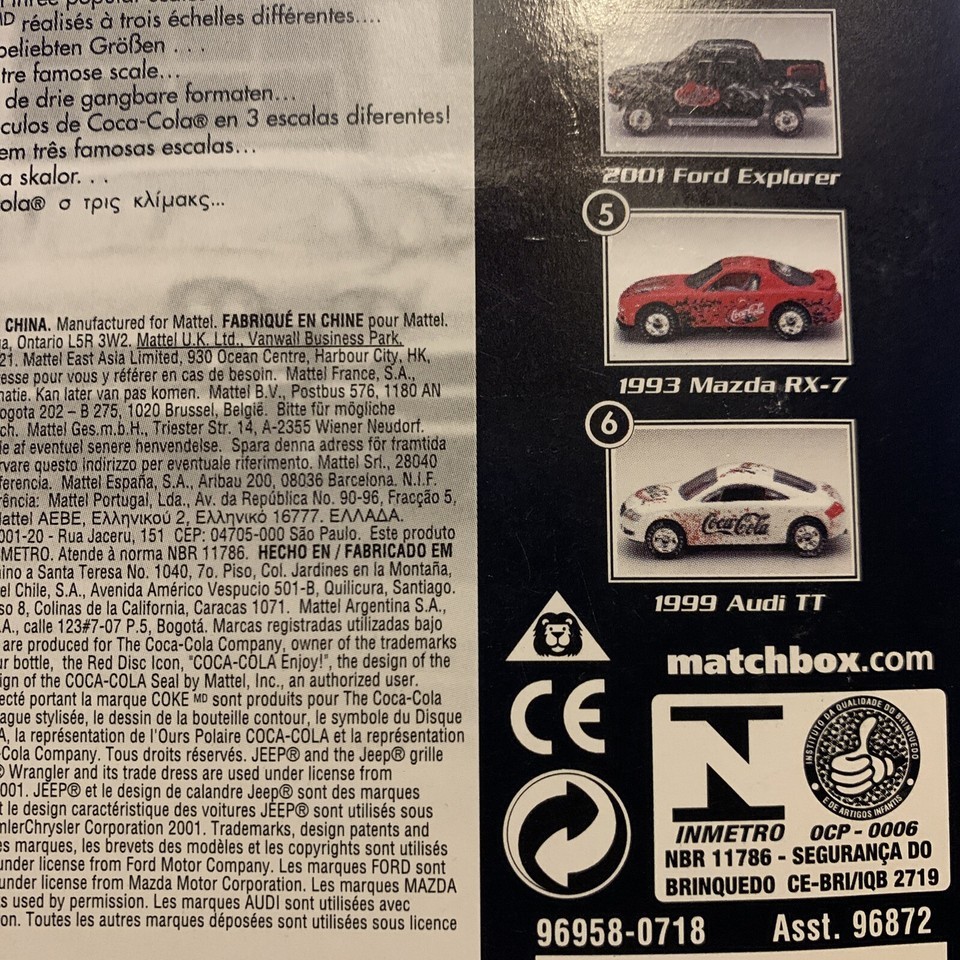 MD réalisés à trois échelles différentes....
beliebten Größen . . .
tre famose scale...
de drie gangbare formaten...
culos de Coca-Cola® en 3 escalas diferentes!
em três famosas escalas...
a skalor. . .
ola® σ τρις κλίμακς...
CHINA. Manufactured for Mattel. FABRIQUÉ EN CHINE pour Mattel.
ga, Ontario L5R 3W2. Mattel U.K. Ltd., Vanwall Business Park,
21. Mattel East Asia Limited, 930 Ocean Centre, Harbour City, HK,
esse pour vous y référer en cas de besoin. Mattel France, S.A.,
matie. Kan later van pas komen. Mattel B.V., Postbus 576, 1180 AN
ogota 202 – B 275, 1020 Brussel, België. Bitte für mögliche
ch. Mattel Ges.m.b.H., Triester Str. 14, A-2355 Wiener Neudorf.
le af eventuel senere henvendelse. Spara denna adress för framtida
rvare questo indirizzo per eventuale riferimento. Mattel Srl., 28040
ferencia. Mattel España, S.A., Aribau 200, 08036 Barcelona. N.I.F.
rência: Mattel Portugal, Lda., Av. da República No. 90-96, Fracção 5,
Mattel AEBE, Ελληνικού 2, Ελληνικό 16777. ΕΛΛΑΔΑ.
001-20 - Rua Jaceru, 151 CEP: 04705-000 São Paulo. Este produto
NMETRO. Atende à norma NBR 11786. HECHO EN / FABRICADO EM
ino a Santa Teresa No. 1040, 7o. Piso, Col. Jardines en la Montaña,
el Chile, S.A., Avenida Américo Vespucio 501-B, Quilicura, Santiago.
so 8, Colinas de la California, Caracas 1071. Mattel Argentina S.A.,
.A., calle 123#7-07 P.5, Bogotá. Marcas registradas utilizadas bajo
are produced for The Coca-Cola Company, owner of the trademarks
ur bottle, the Red Disc Icon, "COCA-COLA Enjoy!", the design of the
ign of the COCA-COLA Seal by Mattel, Inc., an authorized user.
ecté portant la marque COKE MD sont produits pour The Coca-Cola
ague stylisée, le dessin de la bouteille contour, le symbole du Disque
A, la représentation de l'Ours Polaire COCA-COLA et la représentation
-Cola Company. Tous droits réservés. JEEP® and the Jeep® grille
® Wrangler and its trade dress are used under license from
001. JEEP® et le design de calandre Jeep® sont des marques
t le design caractéristique des voitures JEEP® sont utilisés sous
mlerChrysler Corporation 2001. Trademarks, design patents and
es marques, les brevets des modèles et les copyrights sont utilisés
under license from Ford Motor Company. Les marques FORD sont
under license from Mazda Motor Corporation. Les marques MAZDA
ts used by permission. Les marques AUDI sont utilisées avec
on. Toutes les autres marques déposées sont utilisées sous licence
2001 Ford Explorer
5
Coca-Cola
1993 Mazda RX-7
6
Coca-Cola
1999 Audi TT
matchbox.com
CE
N
INSTITUTO DA QUALIDADE DO BRINQUEDO
E DE ARTIGOS INFANTIS
INMETRO OCP - 0006
NBR 11786 - SEGURANÇA DO
BRINQUEDO CE-BRI/IQB 2719
96958-0718 Asst. 96872